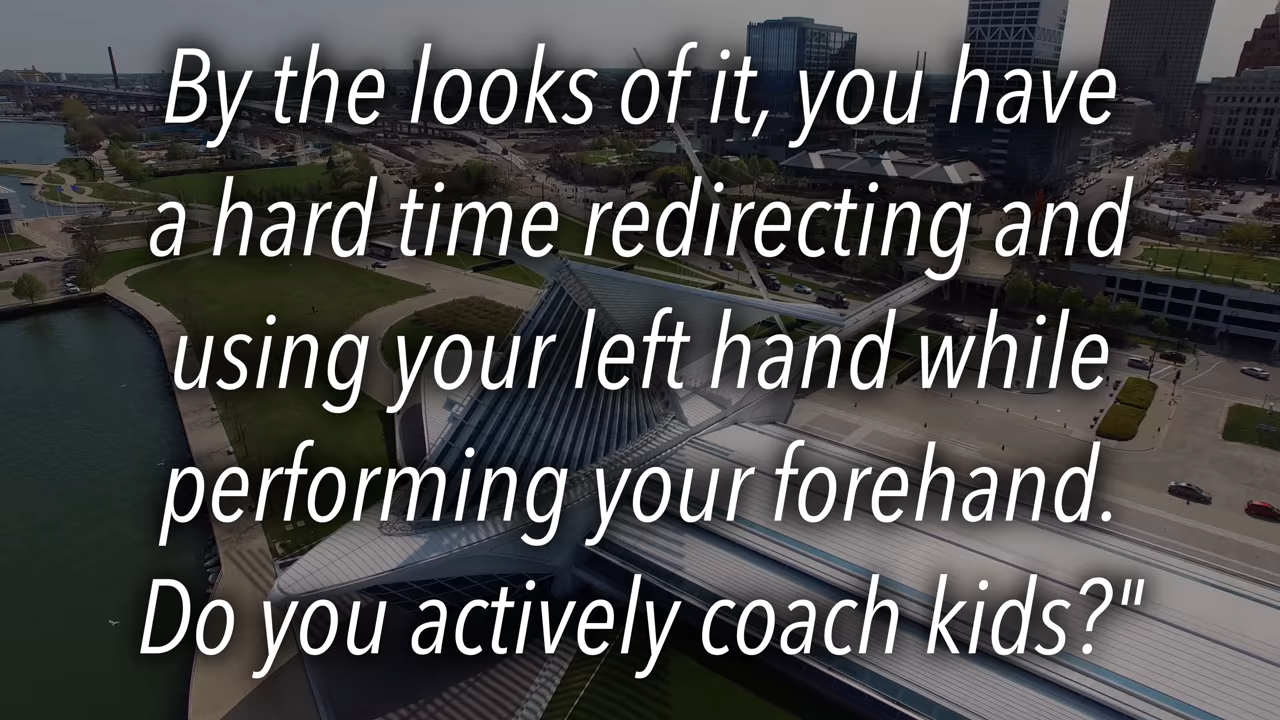 By the looks of it, you have
a hard time redirecting and
using your left hand while
performing your forehand.
Do you actively coach kids?"